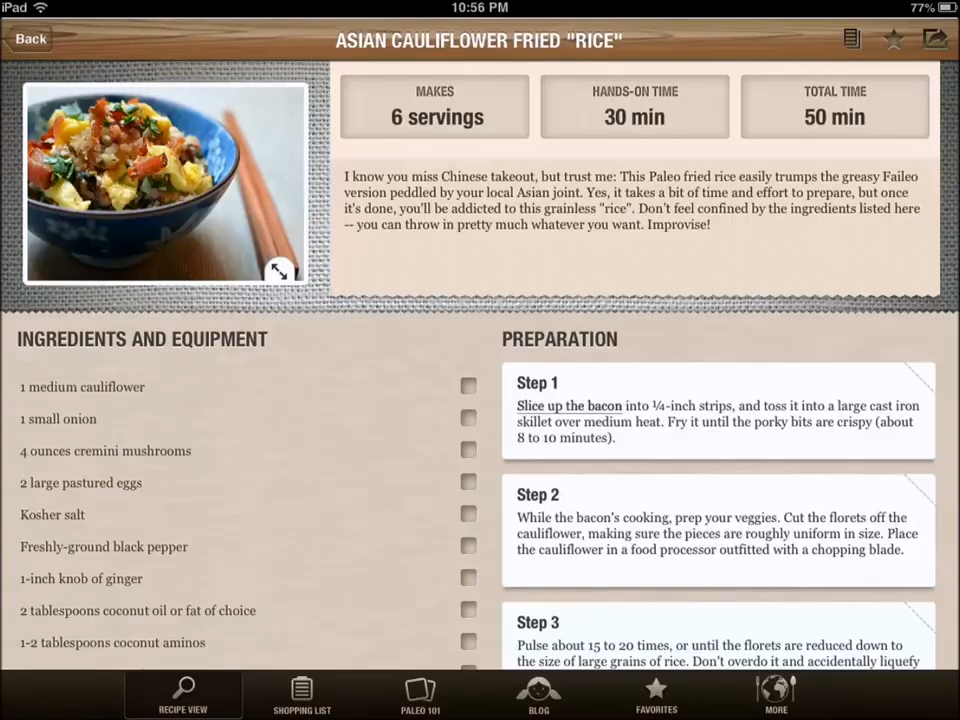 iPad 10:56 PM 77%
Back ASIAN CAULIFLOWER FRIED "RICE"
MAKES
6 servings
HANDS-ON TIME
30 min
TOTAL TIME
50 min
I know you miss Chinese takeout, but trust me: This Paleo fried rice easily trumps the greasy Faileo
version peddled by your local Asian joint. Yes, it takes a bit of time and effort to prepare, but once
it's done, you'll be addicted to this grainless "rice". Don't feel confined by the ingredients listed here
-- you can throw in pretty much whatever you want. Improvise!
INGREDIENTS AND EQUIPMENT
1 medium cauliflower
1 small onion
4 ounces cremini mushrooms
2 large pastured eggs
Kosher salt
Freshly-ground black pepper
1-inch knob of ginger
2 tablespoons coconut oil or fat of choice
1-2 tablespoons coconut aminos
PREPARATION
Step 1
Slice up the bacon into ¼-inch strips, and toss it into a large cast iron
skillet over medium heat. Fry it until the porky bits are crispy (about
8 to 10 minutes).
Step 2
While the bacon's cooking, prep your veggies. Cut the florets off the
cauliflower, making sure the pieces are roughly uniform in size. Place
the cauliflower in a food processor outfitted with a chopping blade.
Step 3
Pulse about 15 to 20 times, or until the florets are reduced down to
the size of large grains of rice. Don't overdo it and accidentally liquefy
RECIPE VIEW
SHOPPING LIST
PALEO 101
BLOG
FAVORITES
MORE